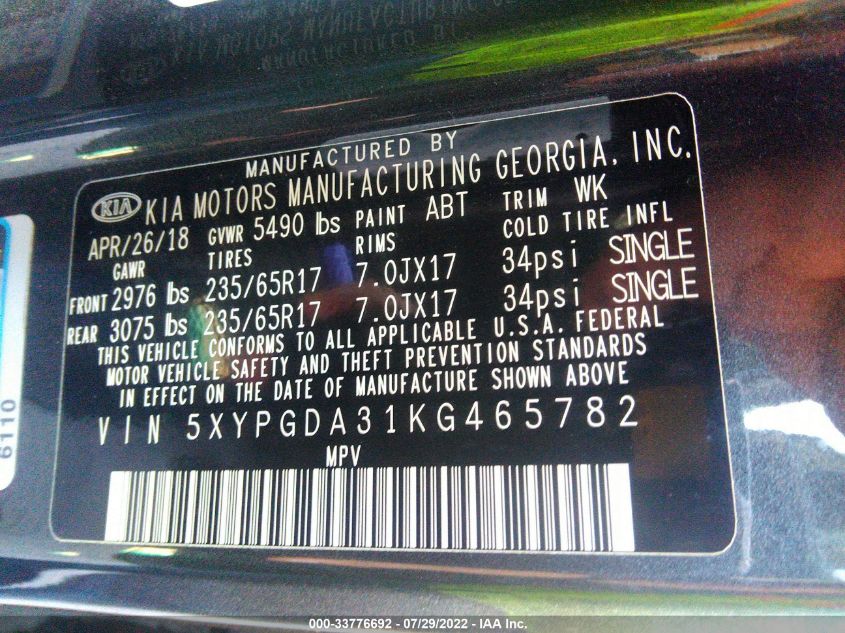 MANUFACTURED BY
KIA KIA MOTORS MANUFACTURING GEORGIA, INC.
APR/26/18 GVWR 5490 lbs PAINT ABT TRIM WK
GAWR TIRES RIMS COLD TIRE INFL
FRONT 2976 lbs 235/65R17 7.0JX17 34psi SINGLE
REAR 3075 lbs 235/65R17 7.0JX17 34psi SINGLE
THIS VEHICLE CONFORMS TO ALL APPLICABLE U.S.A. FEDERAL
MOTOR VEHICLE SAFETY AND THEFT PREVENTION STANDARDS
IN EFFECT ON THE DATE OF MANUFACTURE SHOWN ABOVE
VIN 5XYPGDA31KG465782
MPV
6110
000-33776692 - 07/29/2022 - IAA Inc.